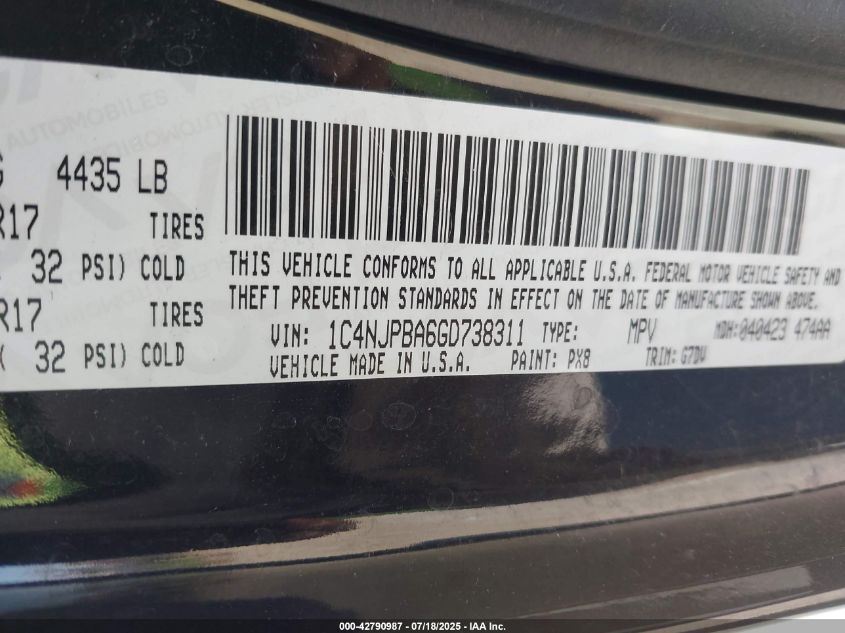 4435 LB
R17 TIRES
32 PSI) COLD
R17 TIRES
32 PSI) COLD
THIS VEHICLE CONFORMS TO ALL APPLICABLE U.S.A. FEDERAL MOTOR VEHICLE SAFETY AND
THEFT PREVENTION STANDARDS IN EFFECT ON THE DATE OF MANUFACTURE SHOWN ABOVE.
VIN: 1C4NJPBA6GD738311 TYPE: MPV MDH:040423 474AA
VEHICLE MADE IN U.S.A. PAINT: PX8 TRIM: G7DV
AUTOMOBILES
000-42790987 / 07/18/2025 - IAA Inc.